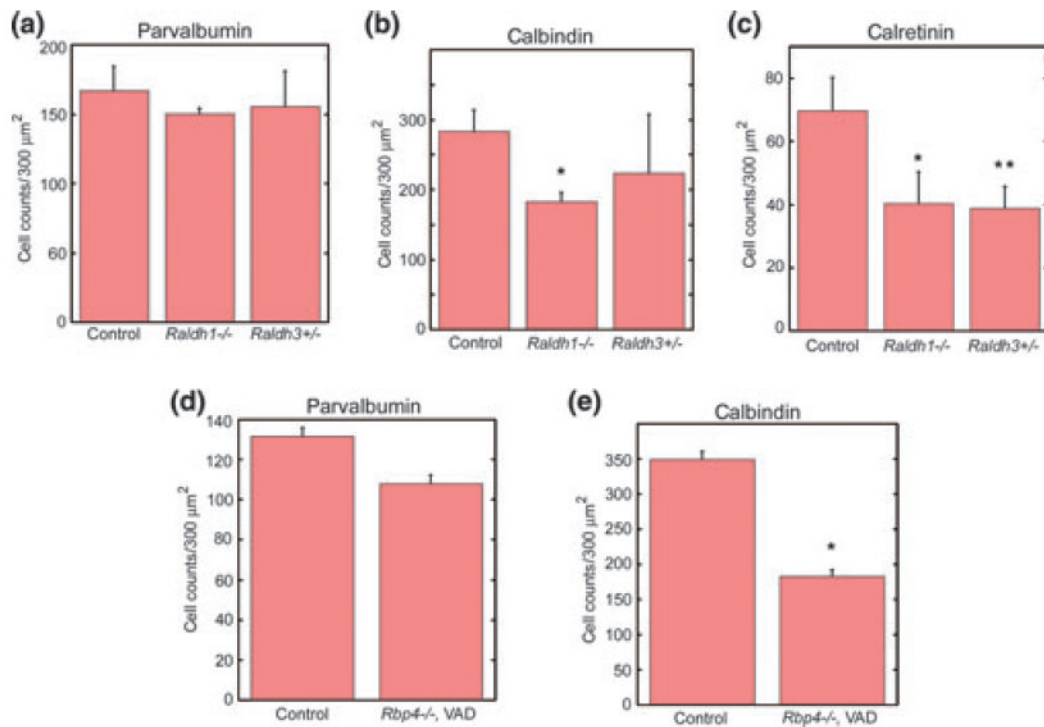 (a)
Parvalbumin
Cell counts/300 μm²
200
150
100
60
0
Control Raldh1-/- Raldh3+/-
(b)
Calbindin
Cell counts/300 μm²
300
200
100
0
*
Control Raldh1-/- Raldh3+/-
(c)
Calretinin
Cell counts/300 μm²
80
60
40
20
0
* **
Control Raldh1-/- Raldh3+/-
(d)
Parvalbumin
Cell counts/300 μm²
140
120
100
80
60
40
20
0
Control Rbp4-/-, VAD
(e)
Calbindin
Cell counts/300 μm²
350
300
250
200
150
100
50
0
*
Control Rbp4-/-, VAD